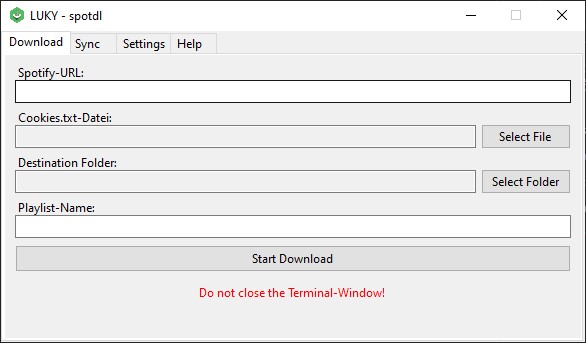 LUKY - spotdl
Download Sync Settings Help
Spotify-URL:
Cookies.txt-Datei:
Select File
Destination Folder:
Select Folder
Playlist-Name:
Start Download
Do not close the Terminal-Window!